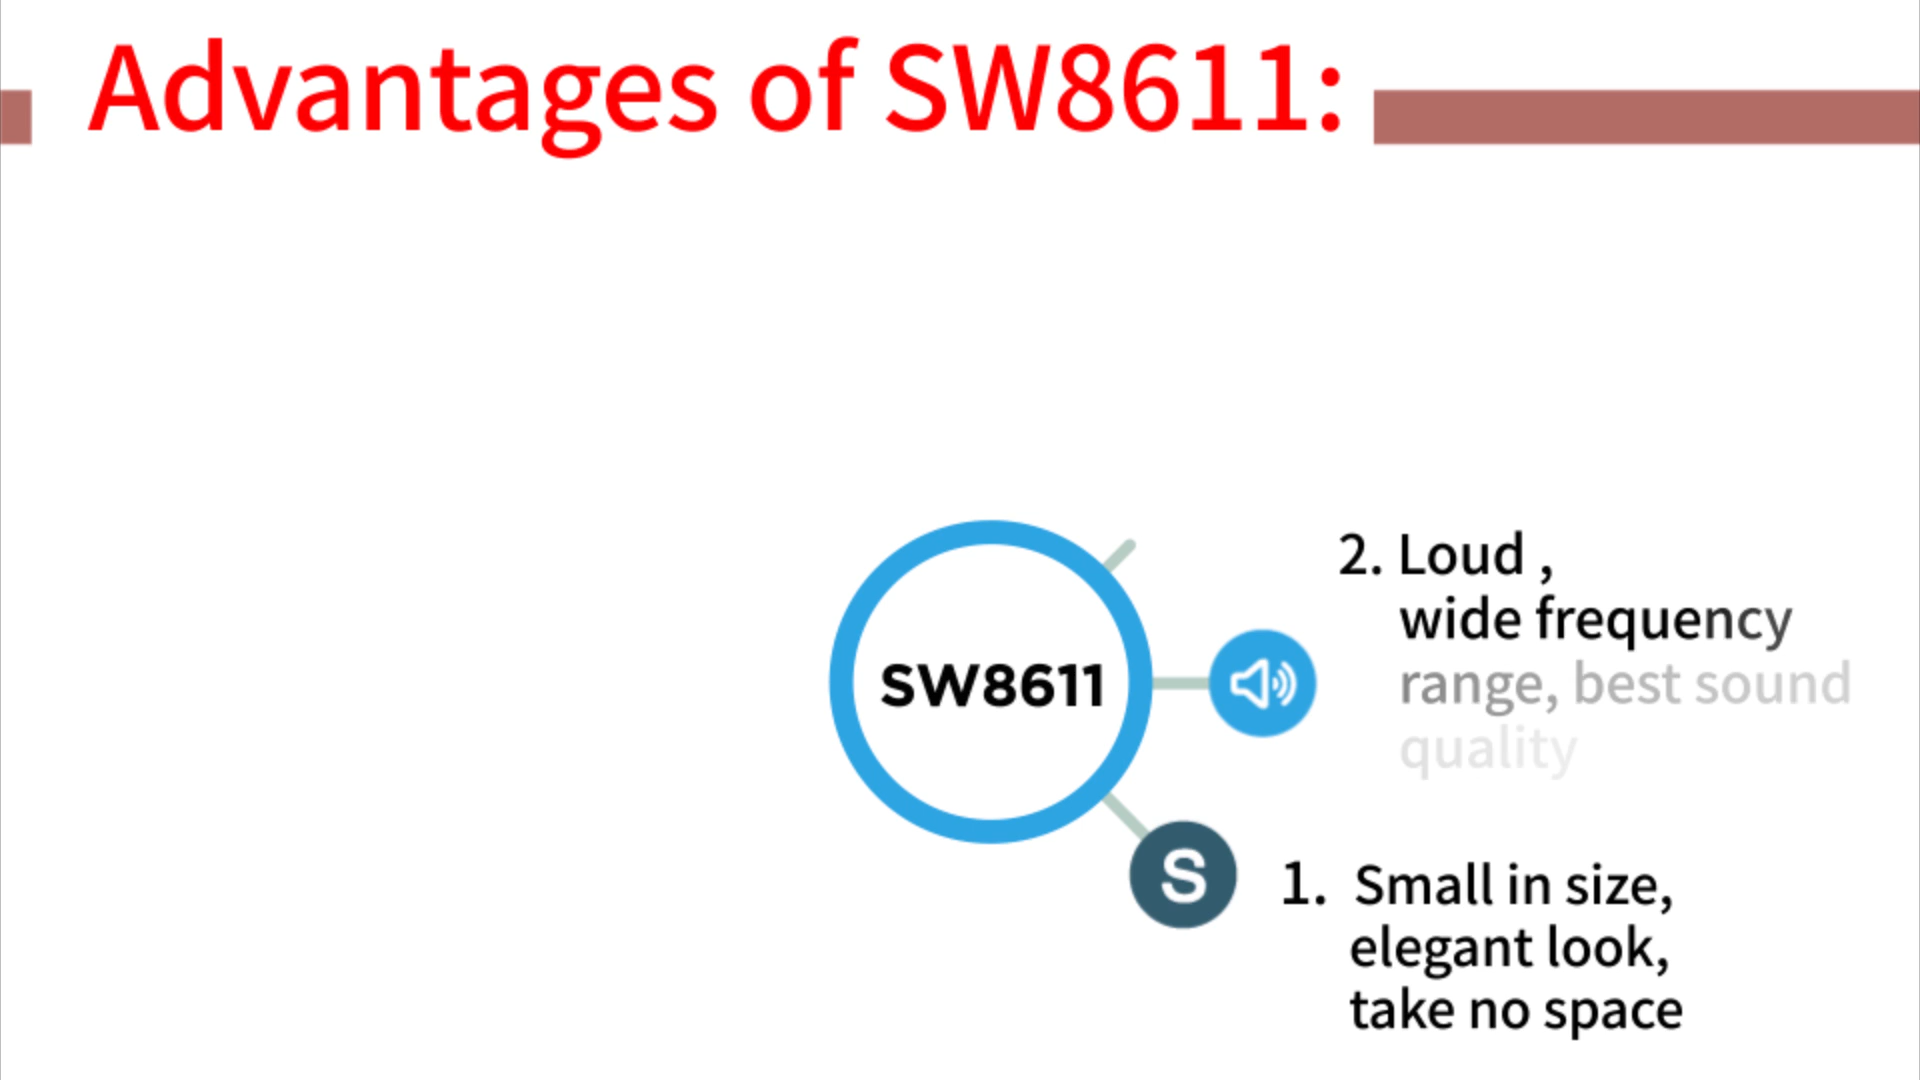 Advantages of SW8611:
SW8611
2. Loud ,
wide frequency
range, best sound
quality
S
1. Small in size,
elegant look,
take no space